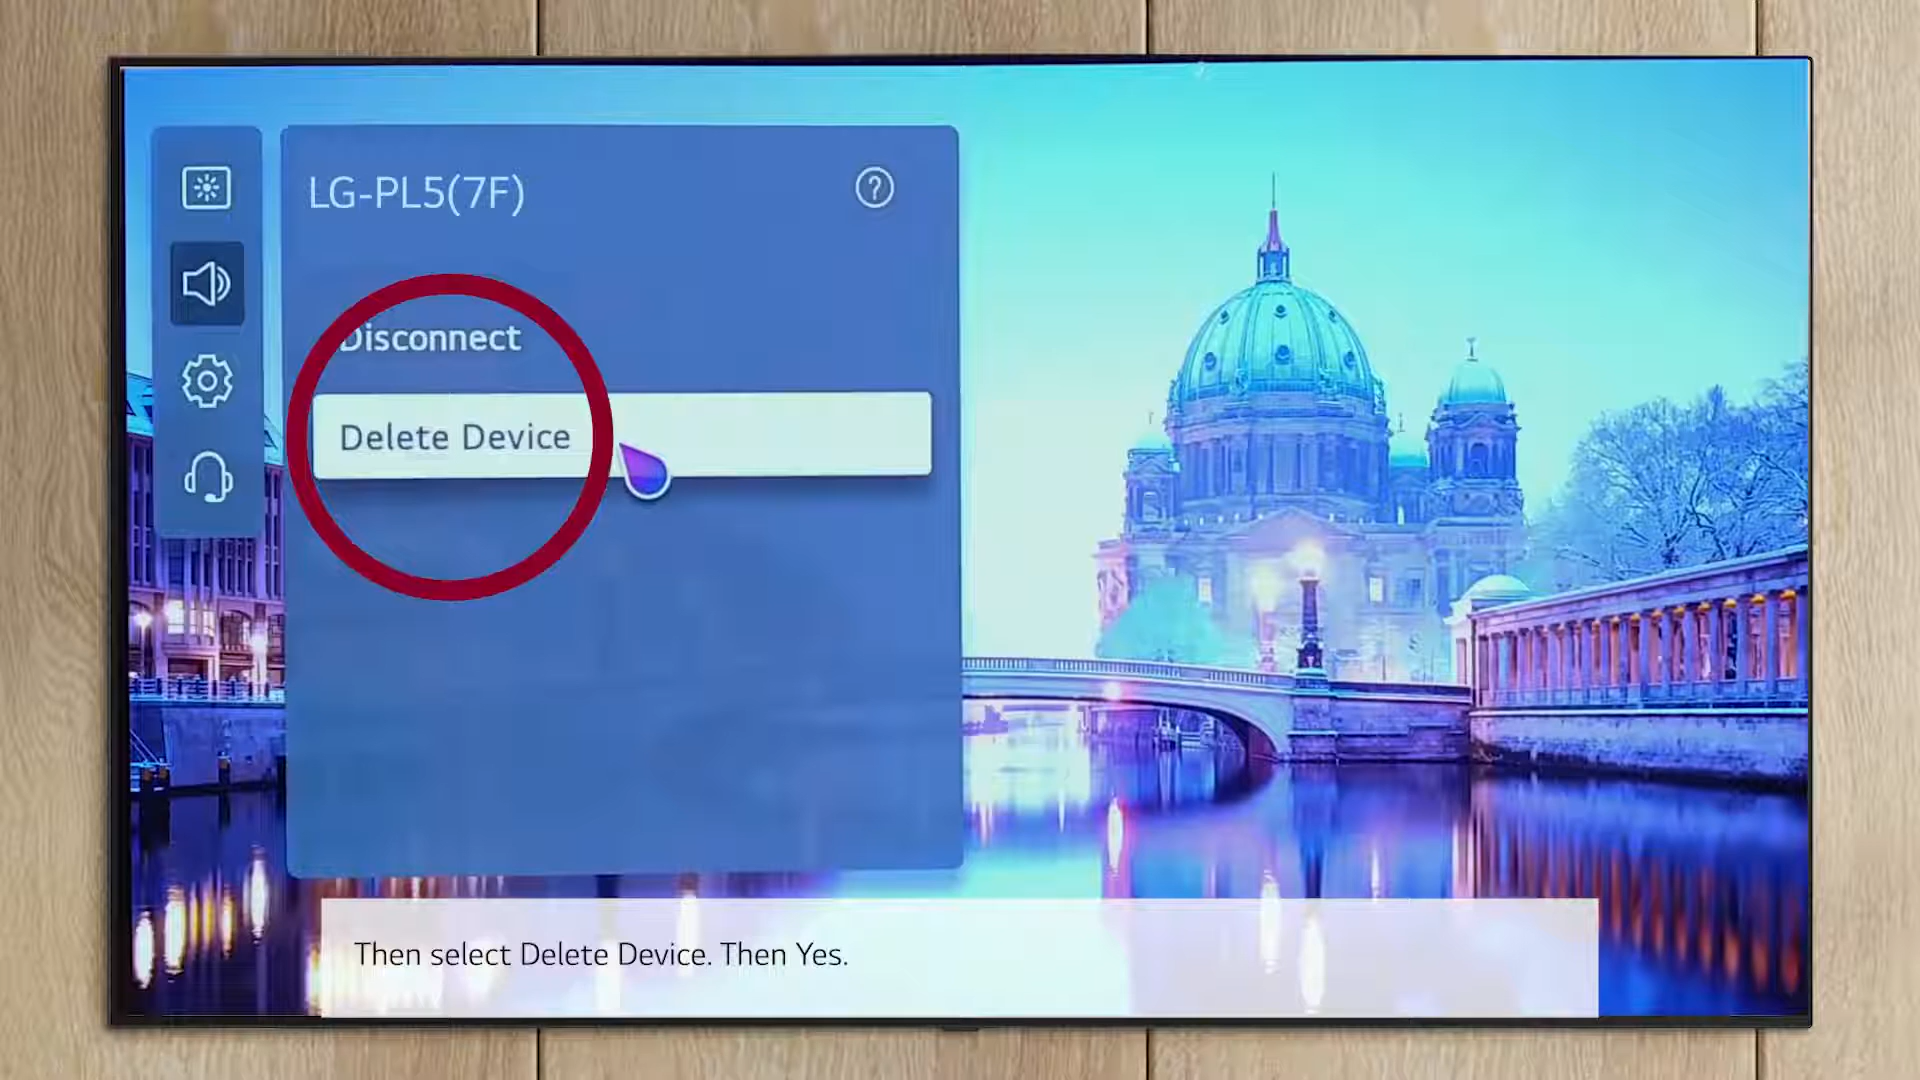 LG-PL5(7F)
Disconnect
Delete Device
Then select Delete Device. Then Yes.